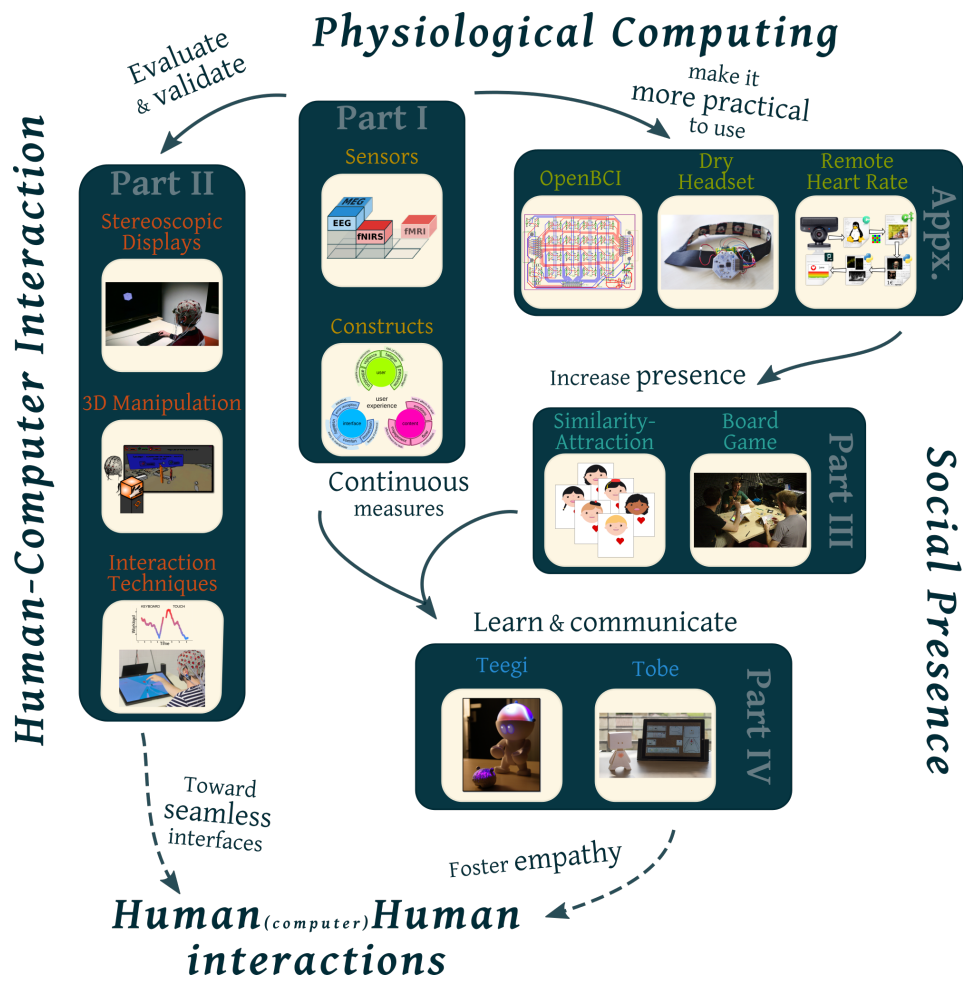 Physiological Computing
Evaluate
& validate
make it
more practical
to use
Human-Computer Interaction
Part I
Sensors
MEG
EEG
fNIRS
fMRI
Constructs
user
user
experience
interface
content
Continuous
measures
Part II
Stereoscopic
Displays
3D Manipulation
Interaction
Techniques
KEYBOARD
TOUCH
Time
Appx.
OpenBCI
Dry
Headset
Remote
Heart Rate
Increase presence
Part III
Similarity-
Attraction
Board
Game
Social Presence
Learn & communicate
Part IV
Teegi
Tobe
Toward
seamless
interfaces
Foster empathy
Human(computer)Human
interactions